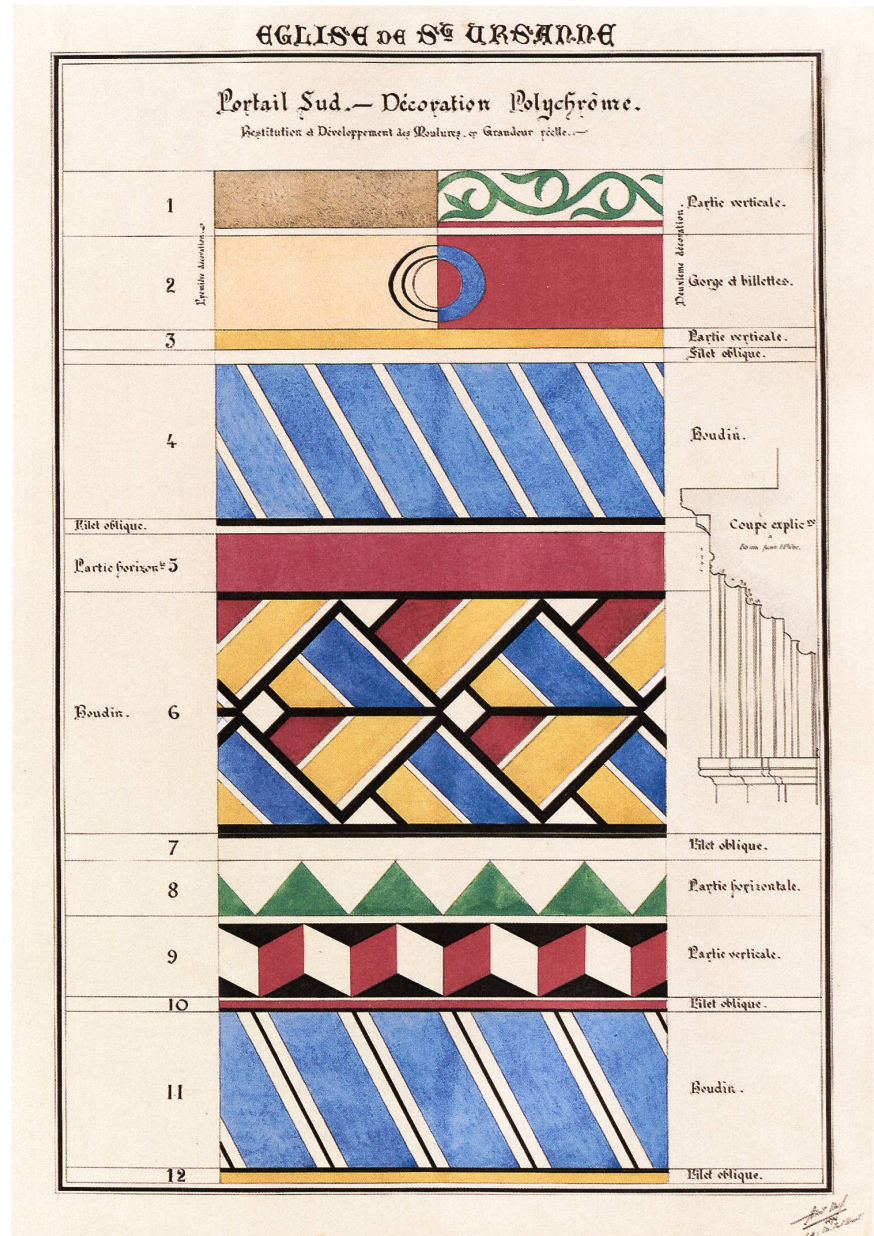 EGLISE DE Sᵗ URSANNE
Portail Sud.— Décoration Polychrôme.
Restitution et Développement des Moulures, en Grandeur réelle.—
1
Partie verticale.
Première décoration.
Deuxième décoration.
2
Gorge et billettes.
3
Partie verticale.
Filet oblique.
4
Boudin.
Filet oblique.
Coupe explicᵛᵉ
Partie horizonˡᵉ 5
Boudin.
6
7
Filet oblique.
8
Partie horizontale.
9
Partie verticale.
10
Filet oblique.
11
Boudin.
12
Filet oblique.